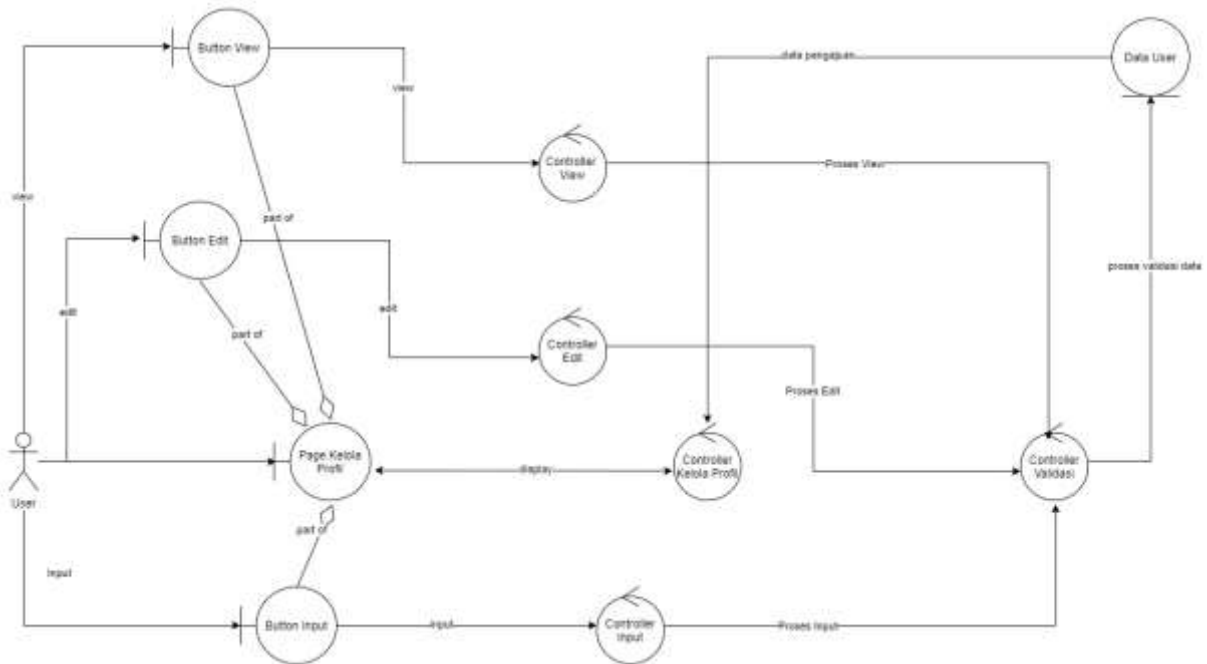 Button View
data pengajuan
Data User
view
Controller
View
Proses View
view
part of
Button Edit
proses validasi data
edit
edit
part of
Controller
Edit
Proses Edit
Page Kelola
Profil
display
Controller
Kelola Profil
Controller
Validasi
User
part of
Input
Button Input
Input
Controller
Input
Proses Input